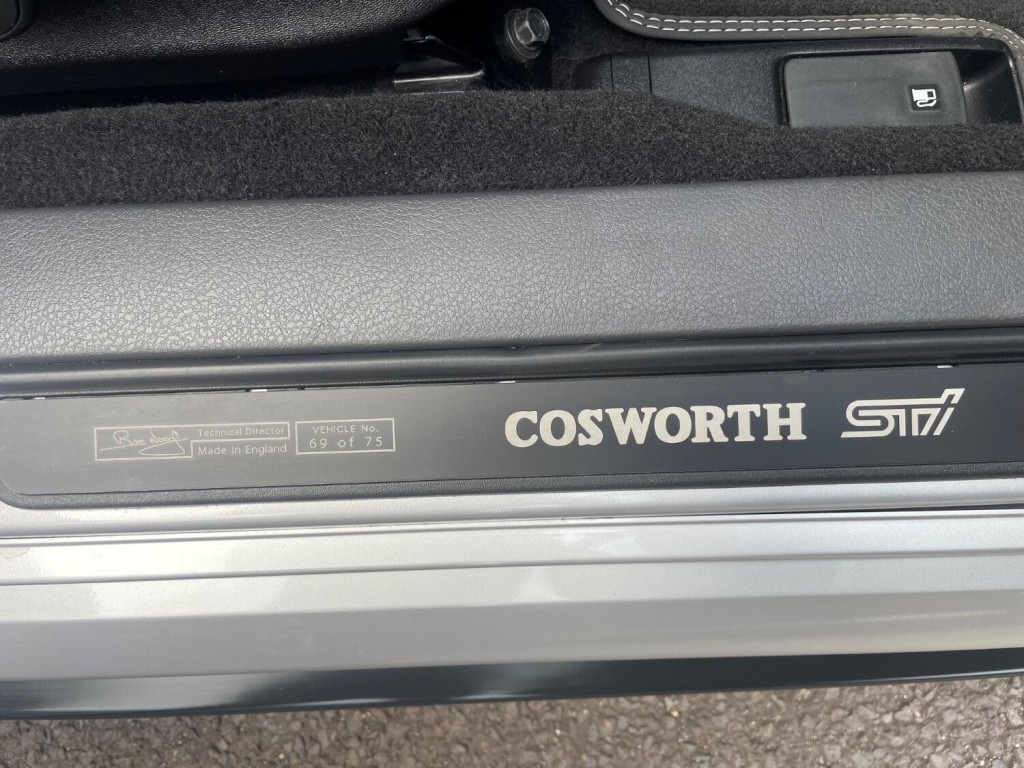 Technical Director
Made in England
VEHICLE No.
69 of 75
COSWORTH STi